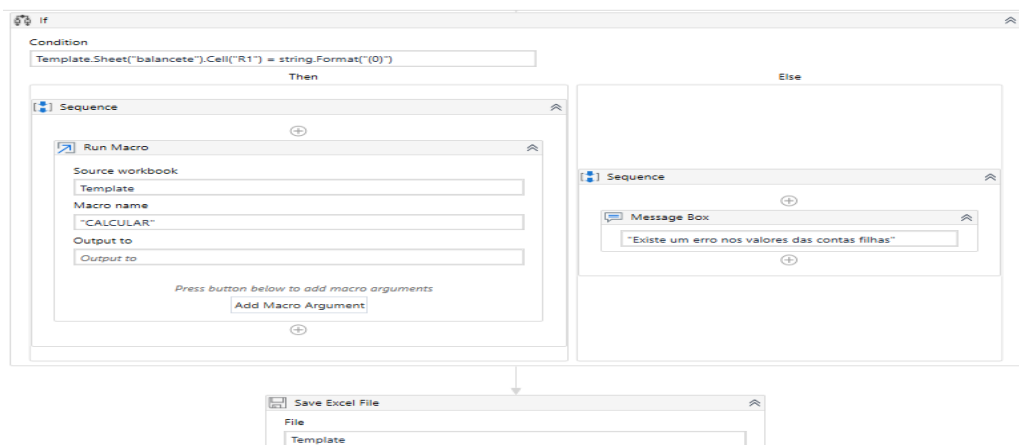 If
Condition
Template.Sheet("balancete").Cell("R1") = string.Format("{0}")
Then
Else
Sequence
Run Macro
Source workbook
Template
Macro name
"CALCULAR"
Output to
Output to
Press button below to add macro arguments
Add Macro Argument
Sequence
Message Box
"Existe um erro nos valores das contas filhas"
Save Excel File
File
Template